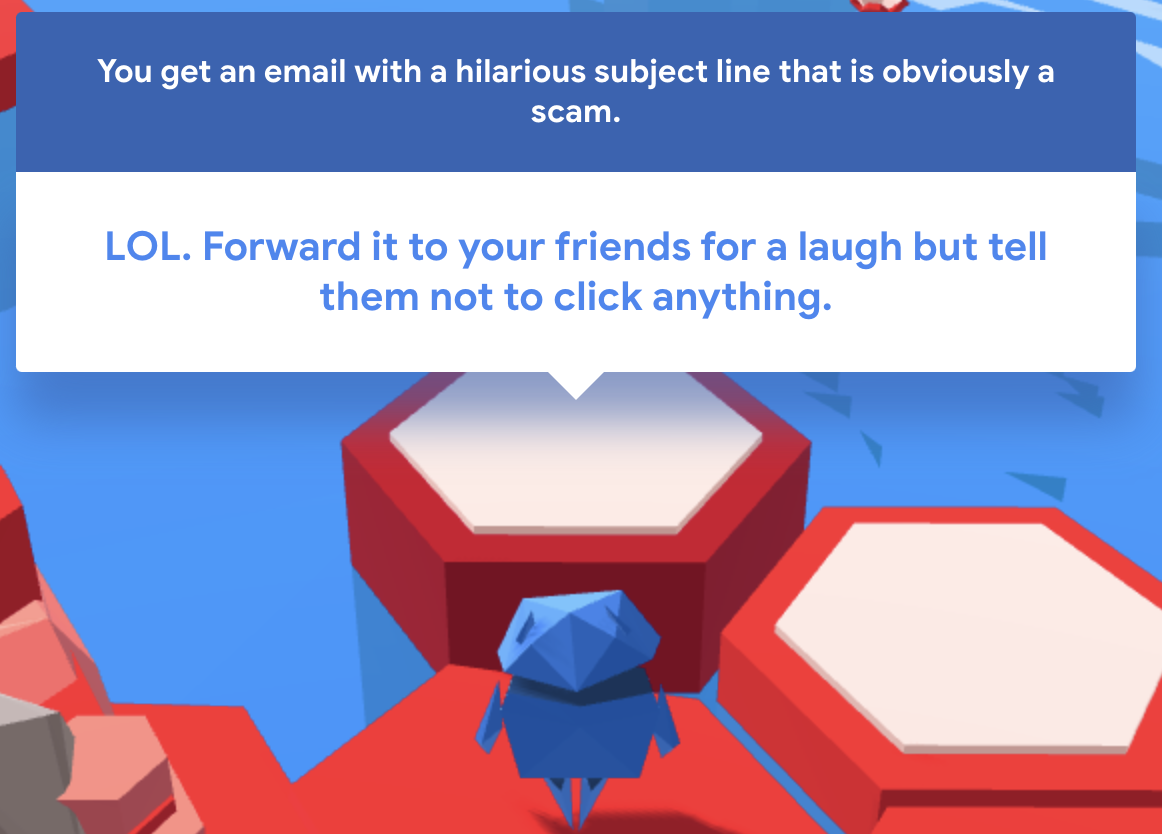 You get an email with a hilarious subject line that is obviously a
scam.
LOL. Forward it to your friends for a laugh but tell
them not to click anything.